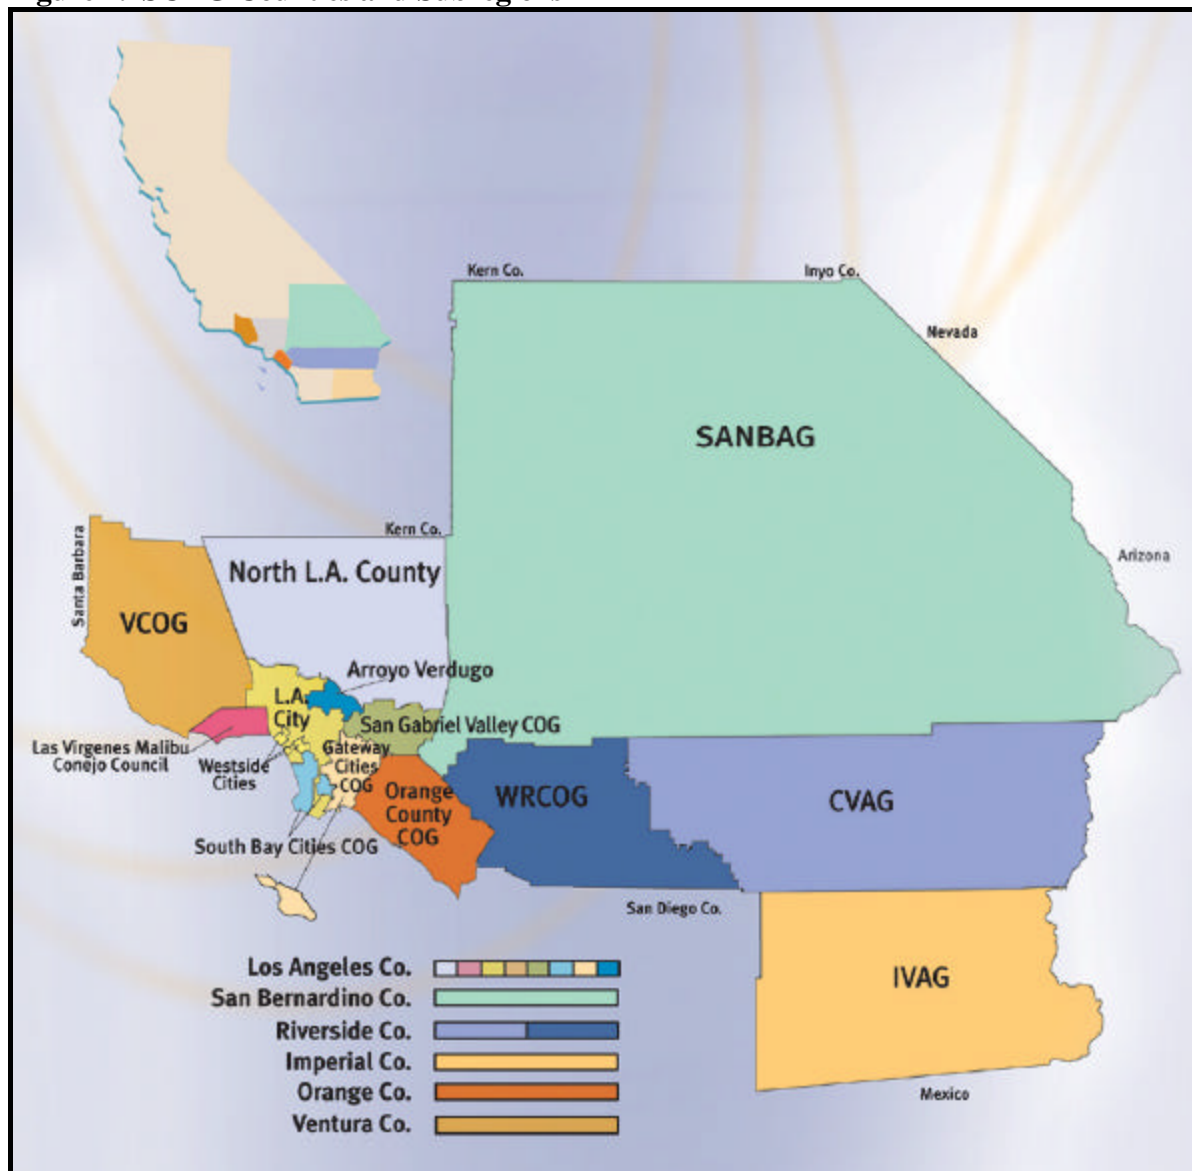 Kern Co.
Inyo Co.
Nevada
SANBAG
Kern Co.
Santa Barbara
Arizona
North L.A. County
VCOG
Arroyo Verdugo
L.A.
City
San Gabriel Valley COG
Las Virgenes Malibu
Conejo Council
Westside
Cities
Gateway
Cities
COG
Orange
County
COG
WRCOG
CVAG
South Bay Cities COG
San Diego Co.
IVAG
Mexico
Los Angeles Co.
San Bernardino Co.
Riverside Co.
Imperial Co.
Orange Co.
Ventura Co.